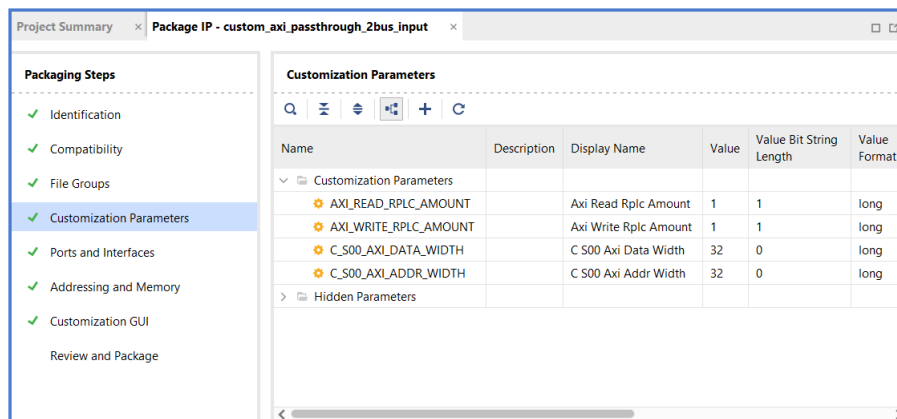 Project Summary × Package IP - custom_axi_passthrough_2bus_input ×
Packaging Steps
Identification
Compatibility
File Groups
Customization Parameters
Ports and Interfaces
Addressing and Memory
Customization GUI
Review and Package
Customization Parameters
Name Description Display Name Value Value Bit String Length Value Format
Customization Parameters
AXI_READ_RPLC_AMOUNT Axi Read Rplc Amount 1 1 long
AXI_WRITE_RPLC_AMOUNT Axi Write Rplc Amount 1 1 long
C_S00_AXI_DATA_WIDTH C S00 Axi Data Width 32 0 long
C_S00_AXI_ADDR_WIDTH C S00 Axi Addr Width 32 0 long
Hidden Parameters